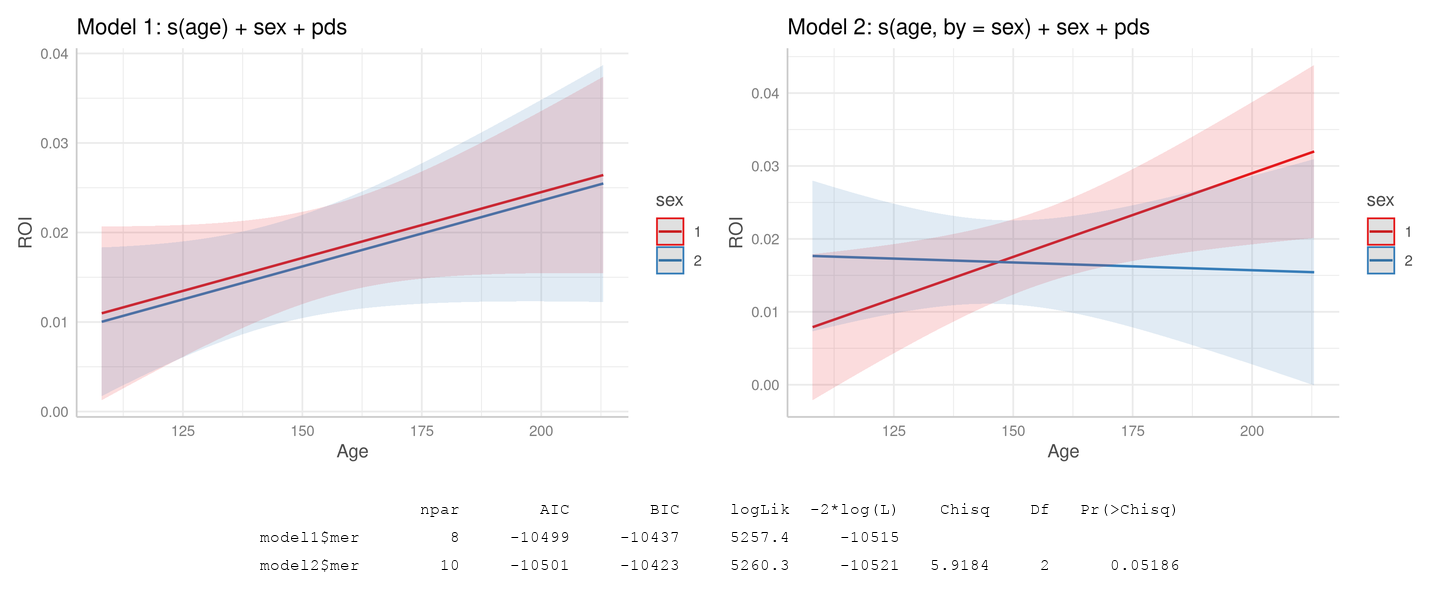 Model 1: s(age) + sex + pds
0.04
0.03
0.02
0.01
0.00
ROI
125 150 175 200
Age
sex
1
2
Model 2: s(age, by = sex) + sex + pds
0.04
0.03
0.02
0.01
0.00
ROI
125 150 175 200
Age
sex
1
2
npar AIC BIC logLik -2*log(L) Chisq Df Pr(>Chisq)
model1$mer 8 -10499 -10437 5257.4 -10515
model2$mer 10 -10501 -10423 5260.3 -10521 5.9184 2 0.05186